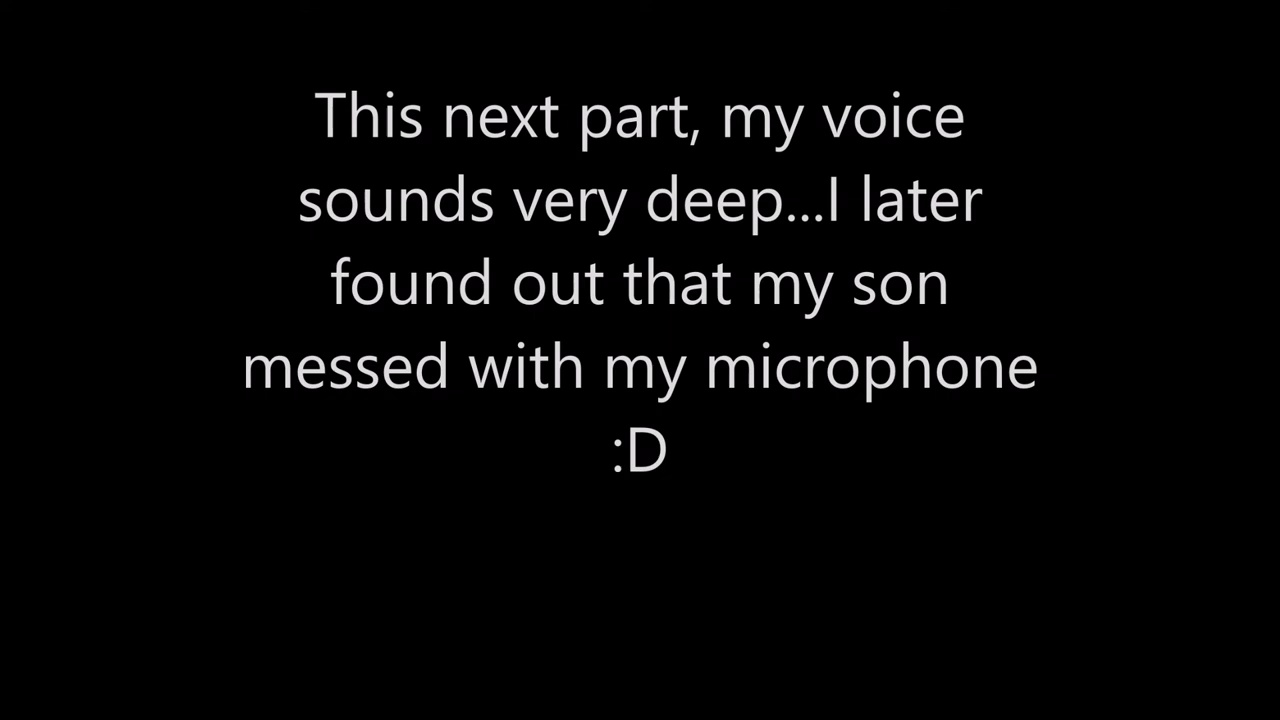 This next part, my voice
sounds very deep...I later
found out that my son
messed with my microphone
:D